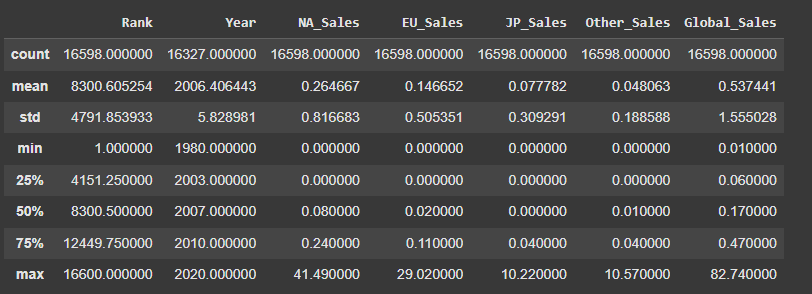 Rank Year NA_Sales EU_Sales JP_Sales Other_Sales Global_Sales
count 16598.000000 16327.000000 16598.000000 16598.000000 16598.000000 16598.000000 16598.000000
mean 8300.605254 2006.406443 0.264667 0.146652 0.077782 0.048063 0.537441
std 4791.853933 5.828981 0.816683 0.505351 0.309291 0.188588 1.555028
min 1.000000 1980.000000 0.000000 0.000000 0.000000 0.000000 0.010000
25% 4151.250000 2003.000000 0.000000 0.000000 0.000000 0.000000 0.060000
50% 8300.500000 2007.000000 0.080000 0.020000 0.000000 0.010000 0.170000
75% 12449.750000 2010.000000 0.240000 0.110000 0.040000 0.040000 0.470000
max 16600.000000 2020.000000 41.490000 29.020000 10.220000 10.570000 82.740000